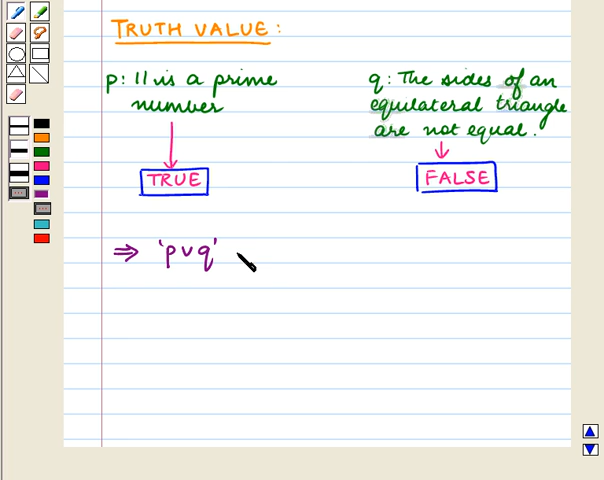 TRUTH VALUE :
p : 11 is a prime number
q : The sides of an equilateral triangle are not equal.
TRUE
FALSE
⇒ 'p ∨ q'